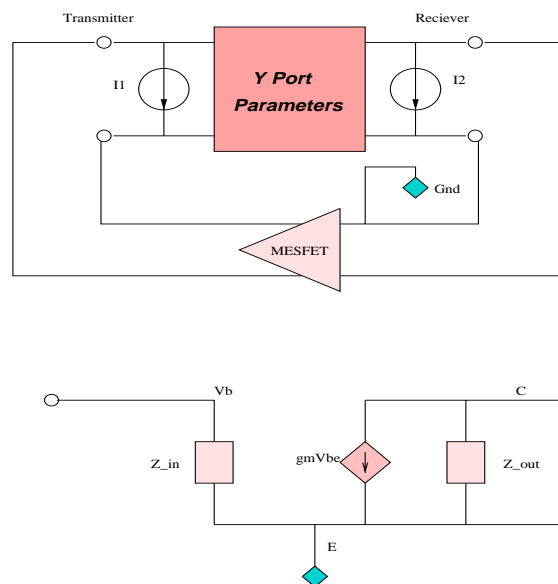 Transmitter
Reciever
I1
Y Port
Parameters
I2
Gnd
MESFET
Vb
C
Z_in
gmVbe
Z_out
E